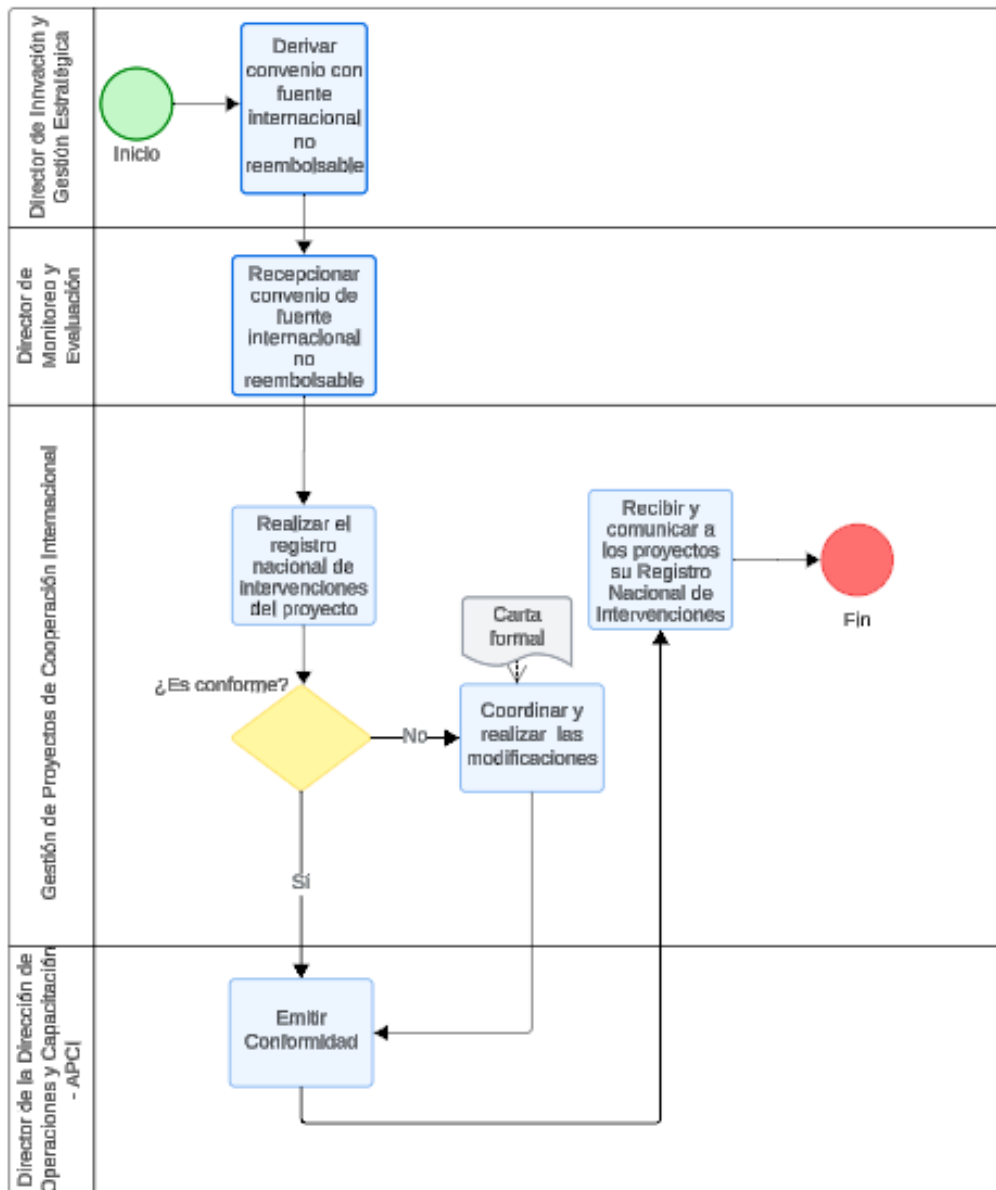 Director de Innvación y
Gestión Estratégica
Inicio
Derivar
convenio con
fuente
internacional
no
reembolsable
Director de
Monitoreo y
Evaluación
Recepcionar
convenio de
fuente
internacional
no
reembolsable
Gestión de Proyectos de Cooperación Internacional
Realizar el
registro
nacional de
intervenciones
del proyecto
¿Es conforme?
No
Sí
Carta
formal
Coordinar y
realizar las
modificaciones
Recibir y
comunicar a
los proyectos
su Registro
Nacional de
Intervenciones
Fin
Director de la Dirección de
Operaciones y Capacitación
- APCI
Emitir
Conformidad